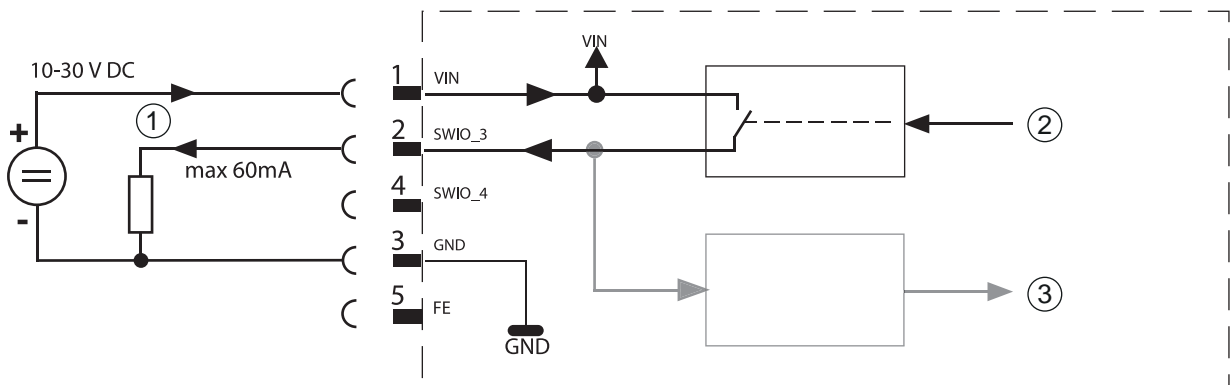 VIN
10-30 V DC
1 VIN
①
+
2 SWIO_3
②
max 60mA
4 SWIO_4
-
3 GND
③
5 FE
GND